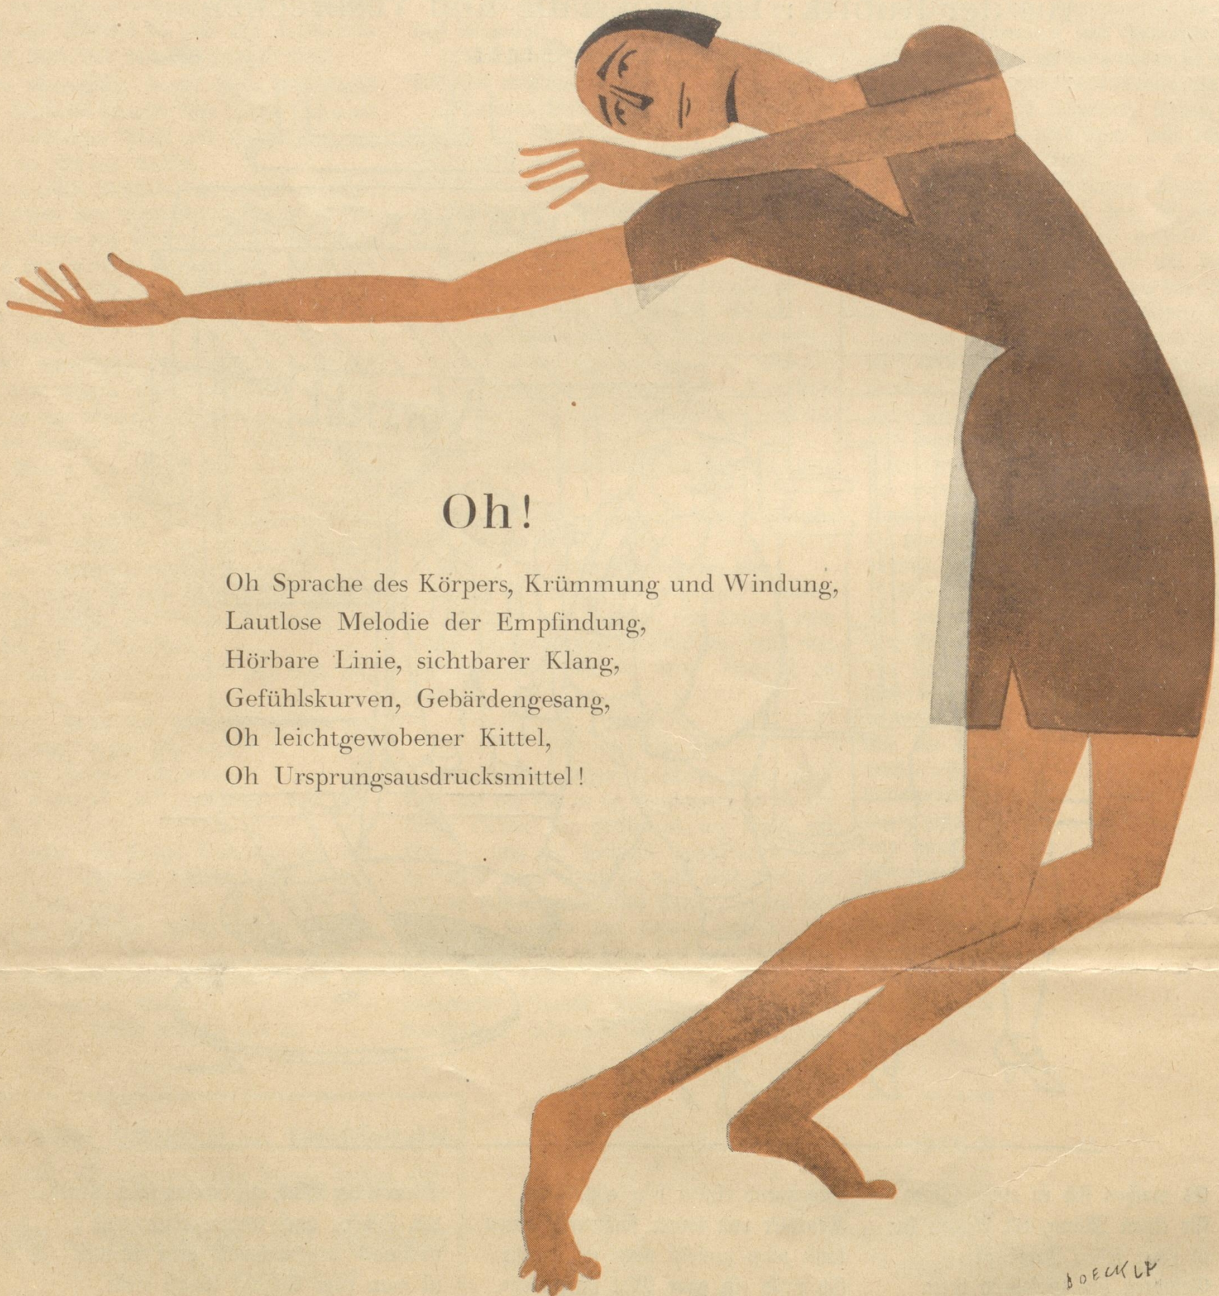 Oh!
Oh Sprache des Körpers, Krümmung und Windung,
Lautlose Melodie der Empfindung,
Hörbare Linie, sichtbarer Klang,
Gefühlskurven, Gebärdengesang,
Oh leichtgewobener Kittel,
Oh Ursprungsausdrucksmittel!